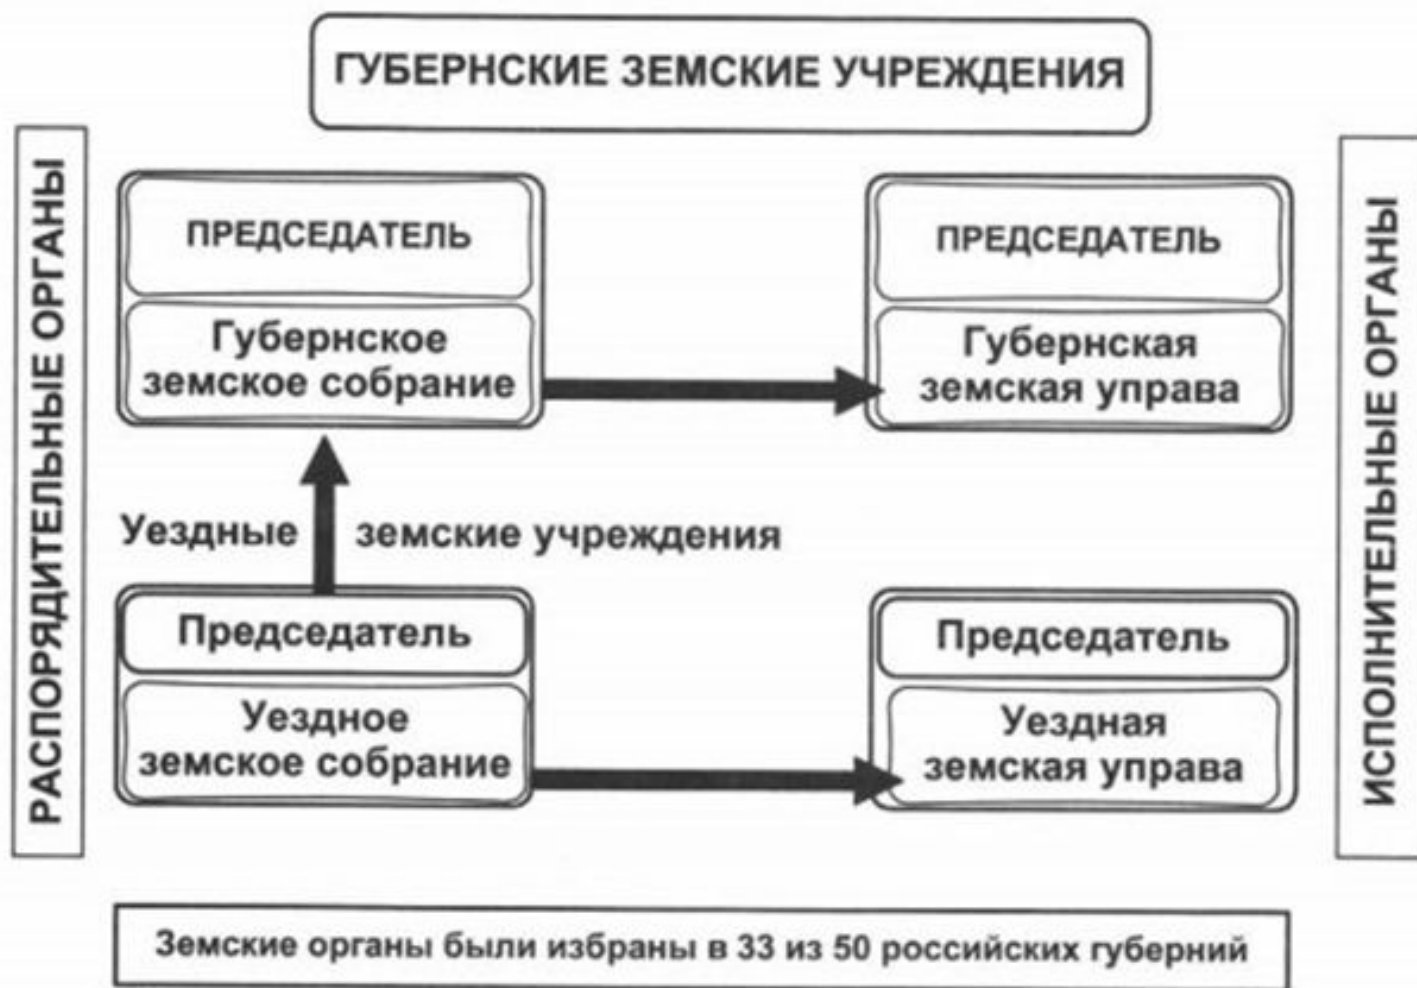 ГУБЕРНСКИЕ ЗЕМСКИЕ УЧРЕЖДЕНИЯ
РАСПОРЯДИТЕЛЬНЫЕ ОРГАНЫ
ПРЕДСЕДАТЕЛЬ
Губернское
земское собрание
ПРЕДСЕДАТЕЛЬ
Губернская
земская управа
ИСПОЛНИТЕЛЬНЫЕ ОРГАНЫ
Уездные земские учреждения
Председатель
Уездное
земское собрание
Председатель
Уездная
земская управа
Земские органы были избраны в 33 из 50 российских губерний